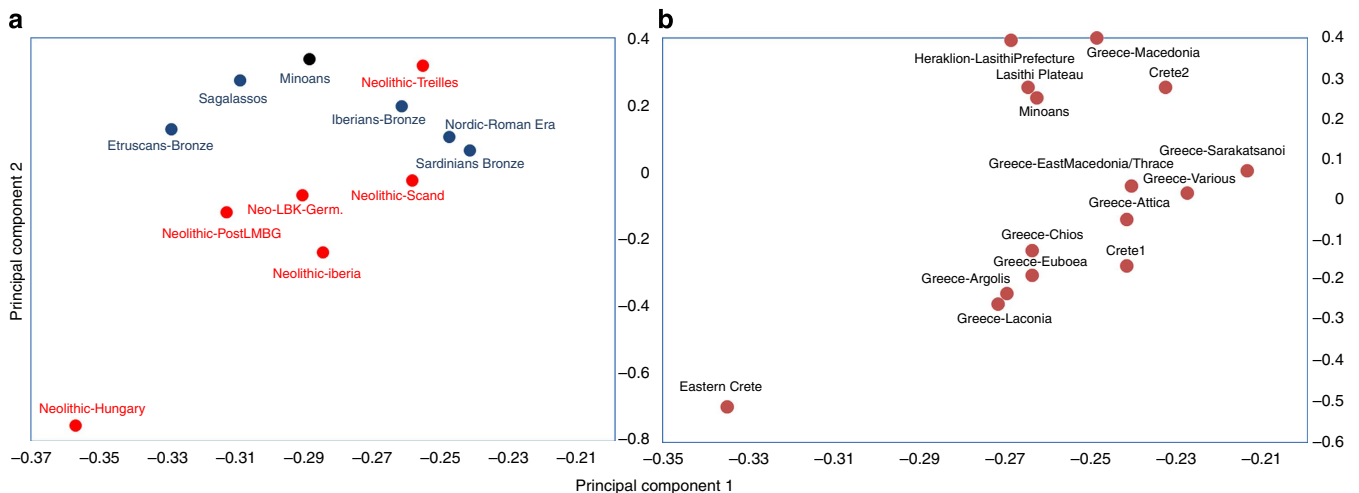 a
Principal component 2
Minoans
Neolithic-Treilles
Sagalassos
Iberians-Bronze
Nordic-Roman Era
Etruscans-Bronze
Sardinians Bronze
Neolithic-Scand
Neo-LBK-Germ.
Neolithic-PostLMBG
Neolithic-iberia
Neolithic-Hungary
0.4
0.2
0
–0.2
–0.4
–0.6
–0.8
–0.37 –0.35 –0.33 –0.31 –0.29 –0.27 –0.25 –0.23 –0.21
b
Greece-Macedonia
Heraklion-LasithiPrefecture
Lasithi Plateau
Crete2
Minoans
Greece-Sarakatsanoi
Greece-EastMacedonia/Thrace
Greece-Various
Greece-Attica
Greece-Chios
Crete1
Greece-Euboea
Greece-Argolis
Greece-Laconia
Eastern Crete
0.4
0.3
0.2
0.1
0
–0.1
–0.2
–0.3
–0.4
–0.5
–0.6
–0.35 –0.33 –0.31 –0.29 –0.27 –0.25 –0.23 –0.21
Principal component 1